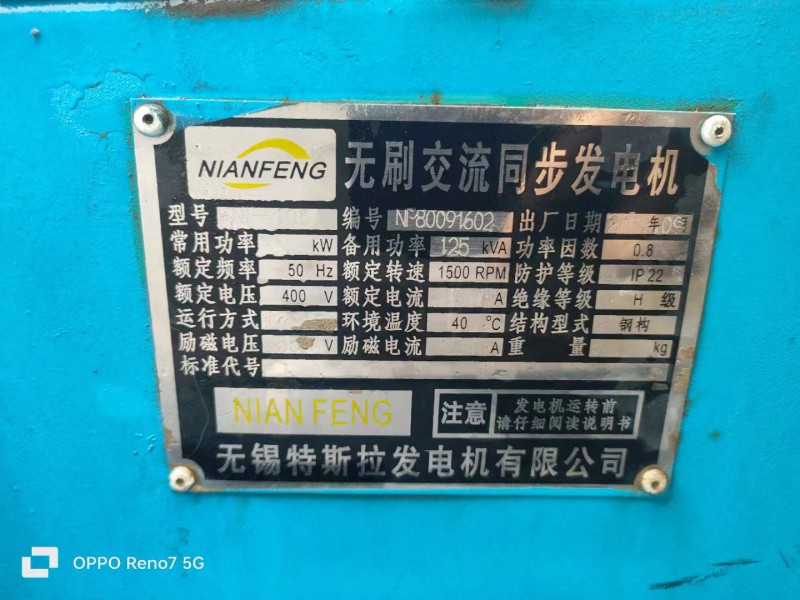 NIANFENG 无刷交流同步发电机
型号 编号 N-80091602 出厂日期 年 09
常用功率 kW 备用功率 125 kVA 功率因数 0.8
额定频率 50 Hz 额定转速 1500 RPM 防护等级 IP 22
额定电压 400 V 额定电流 A 绝缘等级 H 级
运行方式 环境温度 40 ℃ 结构型式 钢构
励磁电压 V 励磁电流 A 重 量 kg
标准代号
NIAN FENG 注意 发电机运转前
请仔细阅读说明书
无锡特斯拉发电机有限公司
OPPO Reno7 5G